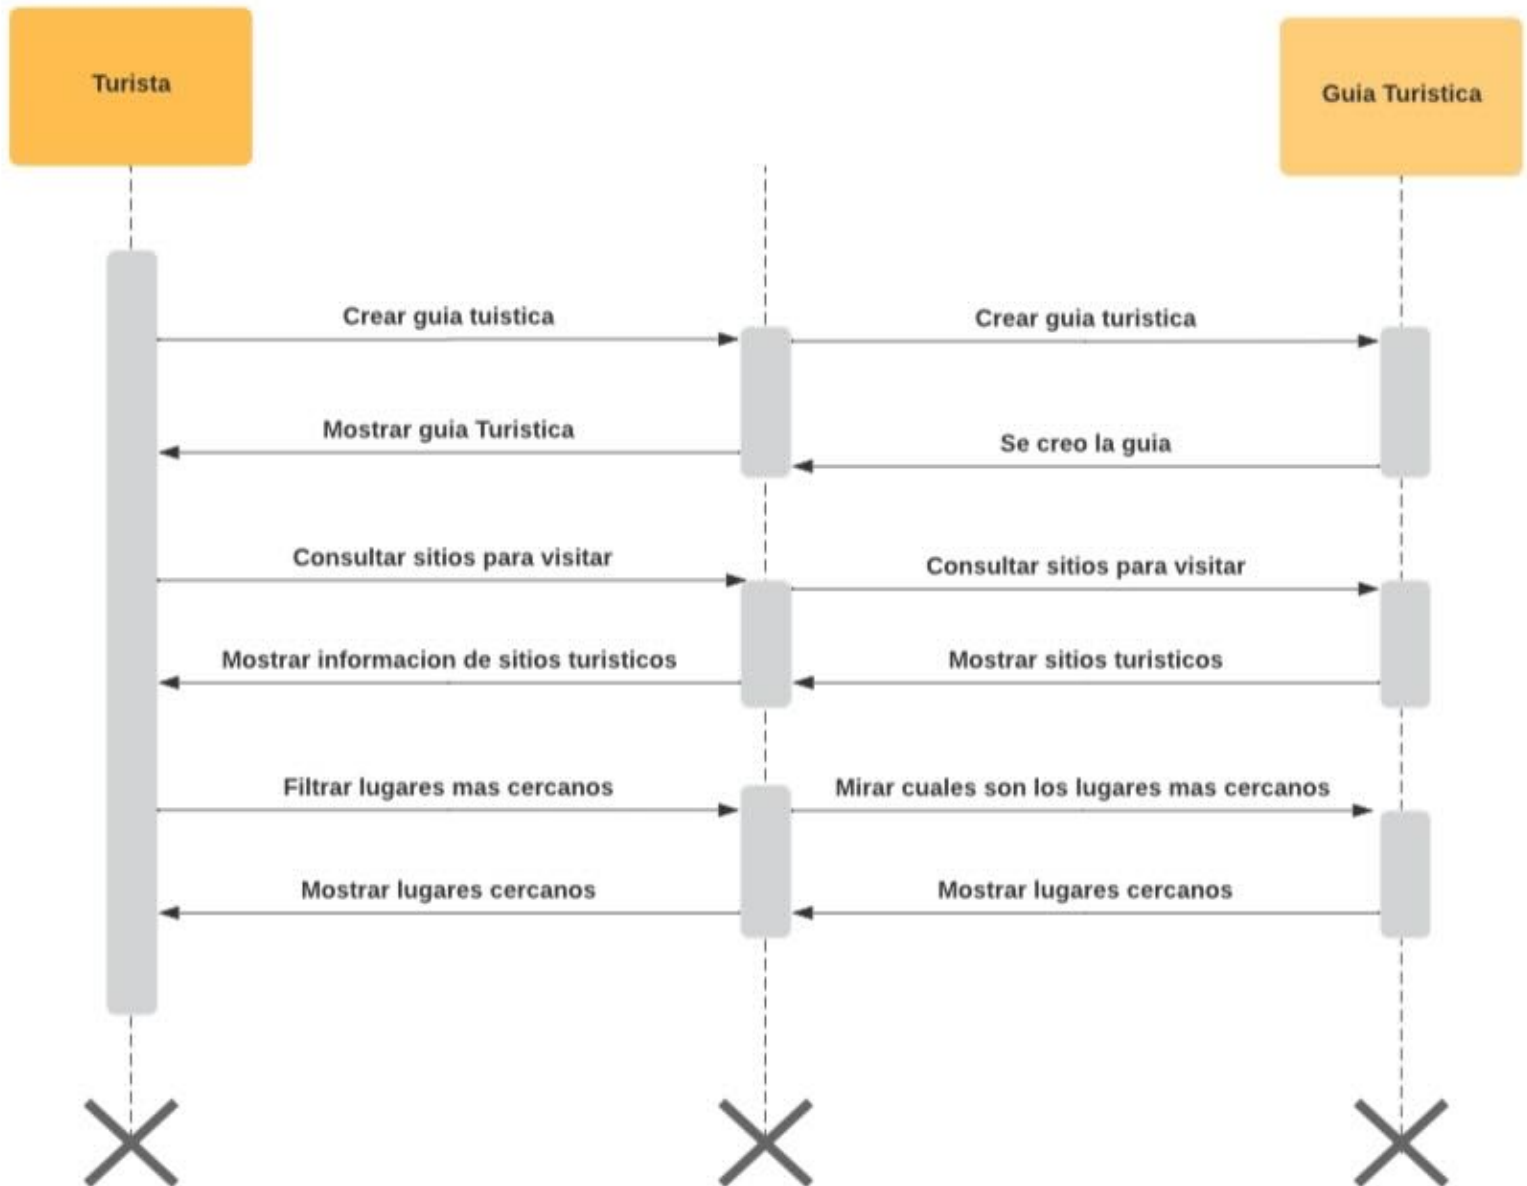 Turista
Guia Turistica
Crear guia tuistica
Crear guia turistica
Mostrar guia Turistica
Se creo la guia
Consultar sitios para visitar
Consultar sitios para visitar
Mostrar informacion de sitios turisticos
Mostrar sitios turisticos
Filtrar lugares mas cercanos
Mirar cuales son los lugares mas cercanos
Mostrar lugares cercanos
Mostrar lugares cercanos